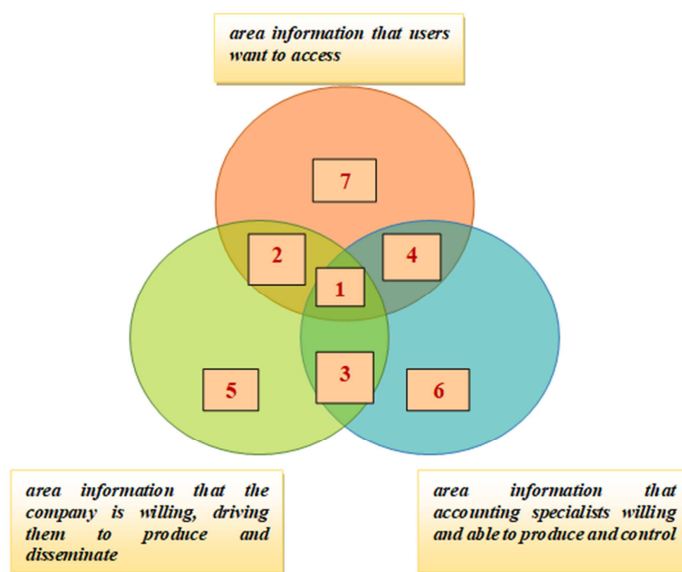 area information that users
want to access
7
2
4
1
3
5
6
area information that the
company is willing, driving
them to produce and
disseminate
area information that
accounting specialists willing
and able to produce and control